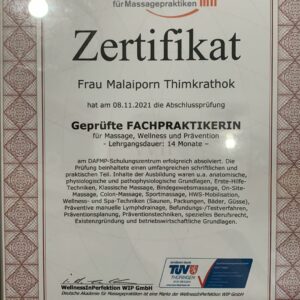 für Massagepraktiken
Zertifikat
Frau Malaiporn Thimkrathok
hat am 08.11.2021 die Abschlussprüfung
Geprüfte FACHPRAKTIKERIN
für Massage, Wellness und Prävention
- Lehrgangsdauer: 14 Monate –
am DAFMP-Schulungszentrum erfolgreich absolviert. Die
Prüfung beinhaltete einen umfangreichen schriftlichen und
praktischen Teil. Inhalte der Ausbildung waren u.a. anatomische,
physiologische und pathophysiologische Grundlagen, Erste-Hilfe-
Techniken, Klassische Massage, Bindegewebsmassage, On-Site-
Massage, Colon-Massage, Sportmassage, HWS-Mobilisation,
Wellness- und Spa-Techniken (Saunen, Packungen, Bäder, Güsse),
Präventive manuelle Lymphdrainage, Befundungs-/Testverfahren,
Präventionsplanung, Präventionstechniken, spezielles Berufsrecht,
Existenzgründung und betriebswirtschaftliche Grundlagen.
TÜV
THÜRINGEN
WellnessInPerfektion WIP GmbH
Deutsche Akademie für Massagepraktiken ist eine Marke der WellnessInPerfektion WIP GmbH